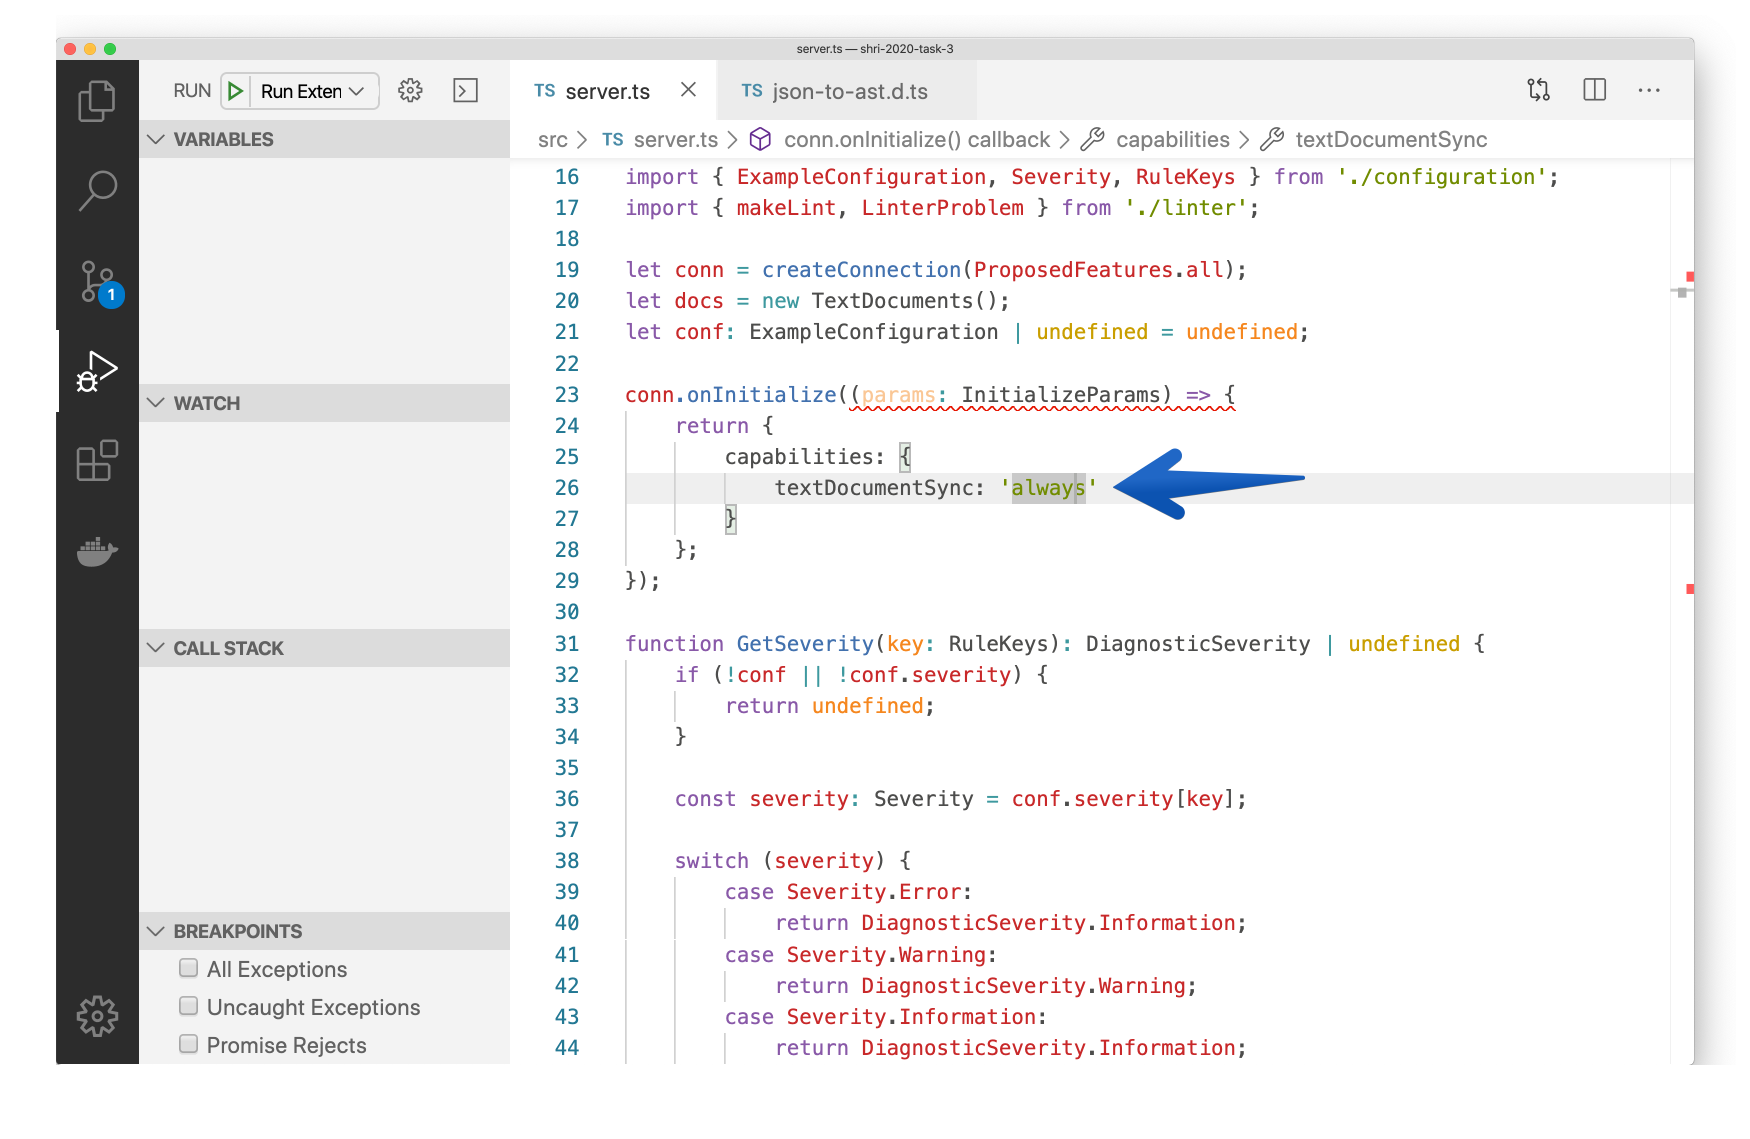 server.ts — shri-2020-task-3
RUN Run Exten
TS server.ts
TS json-to-ast.d.ts
src > TS server.ts > conn.onInitialize() callback > capabilities > textDocumentSync
VARIABLES
WATCH
CALL STACK
BREAKPOINTS
All Exceptions
Uncaught Exceptions
Promise Rejects
1
16 import { ExampleConfiguration, Severity, RuleKeys } from './configuration';
17 import { makeLint, LinterProblem } from './linter';
18
19 let conn = createConnection(ProposedFeatures.all);
20 let docs = new TextDocuments();
21 let conf: ExampleConfiguration | undefined = undefined;
22
23 conn.onInitialize((params: InitializeParams) => {
24     return {
25         capabilities: {
26             textDocumentSync: 'always'
27         }
28     };
29 });
30
31 function GetSeverity(key: RuleKeys): DiagnosticSeverity | undefined {
32     if (!conf || !conf.severity) {
33         return undefined;
34     }
35
36     const severity: Severity = conf.severity[key];
37
38     switch (severity) {
39         case Severity.Error:
40             return DiagnosticSeverity.Information;
41         case Severity.Warning:
42             return DiagnosticSeverity.Warning;
43         case Severity.Information:
44             return DiagnosticSeverity.Information;